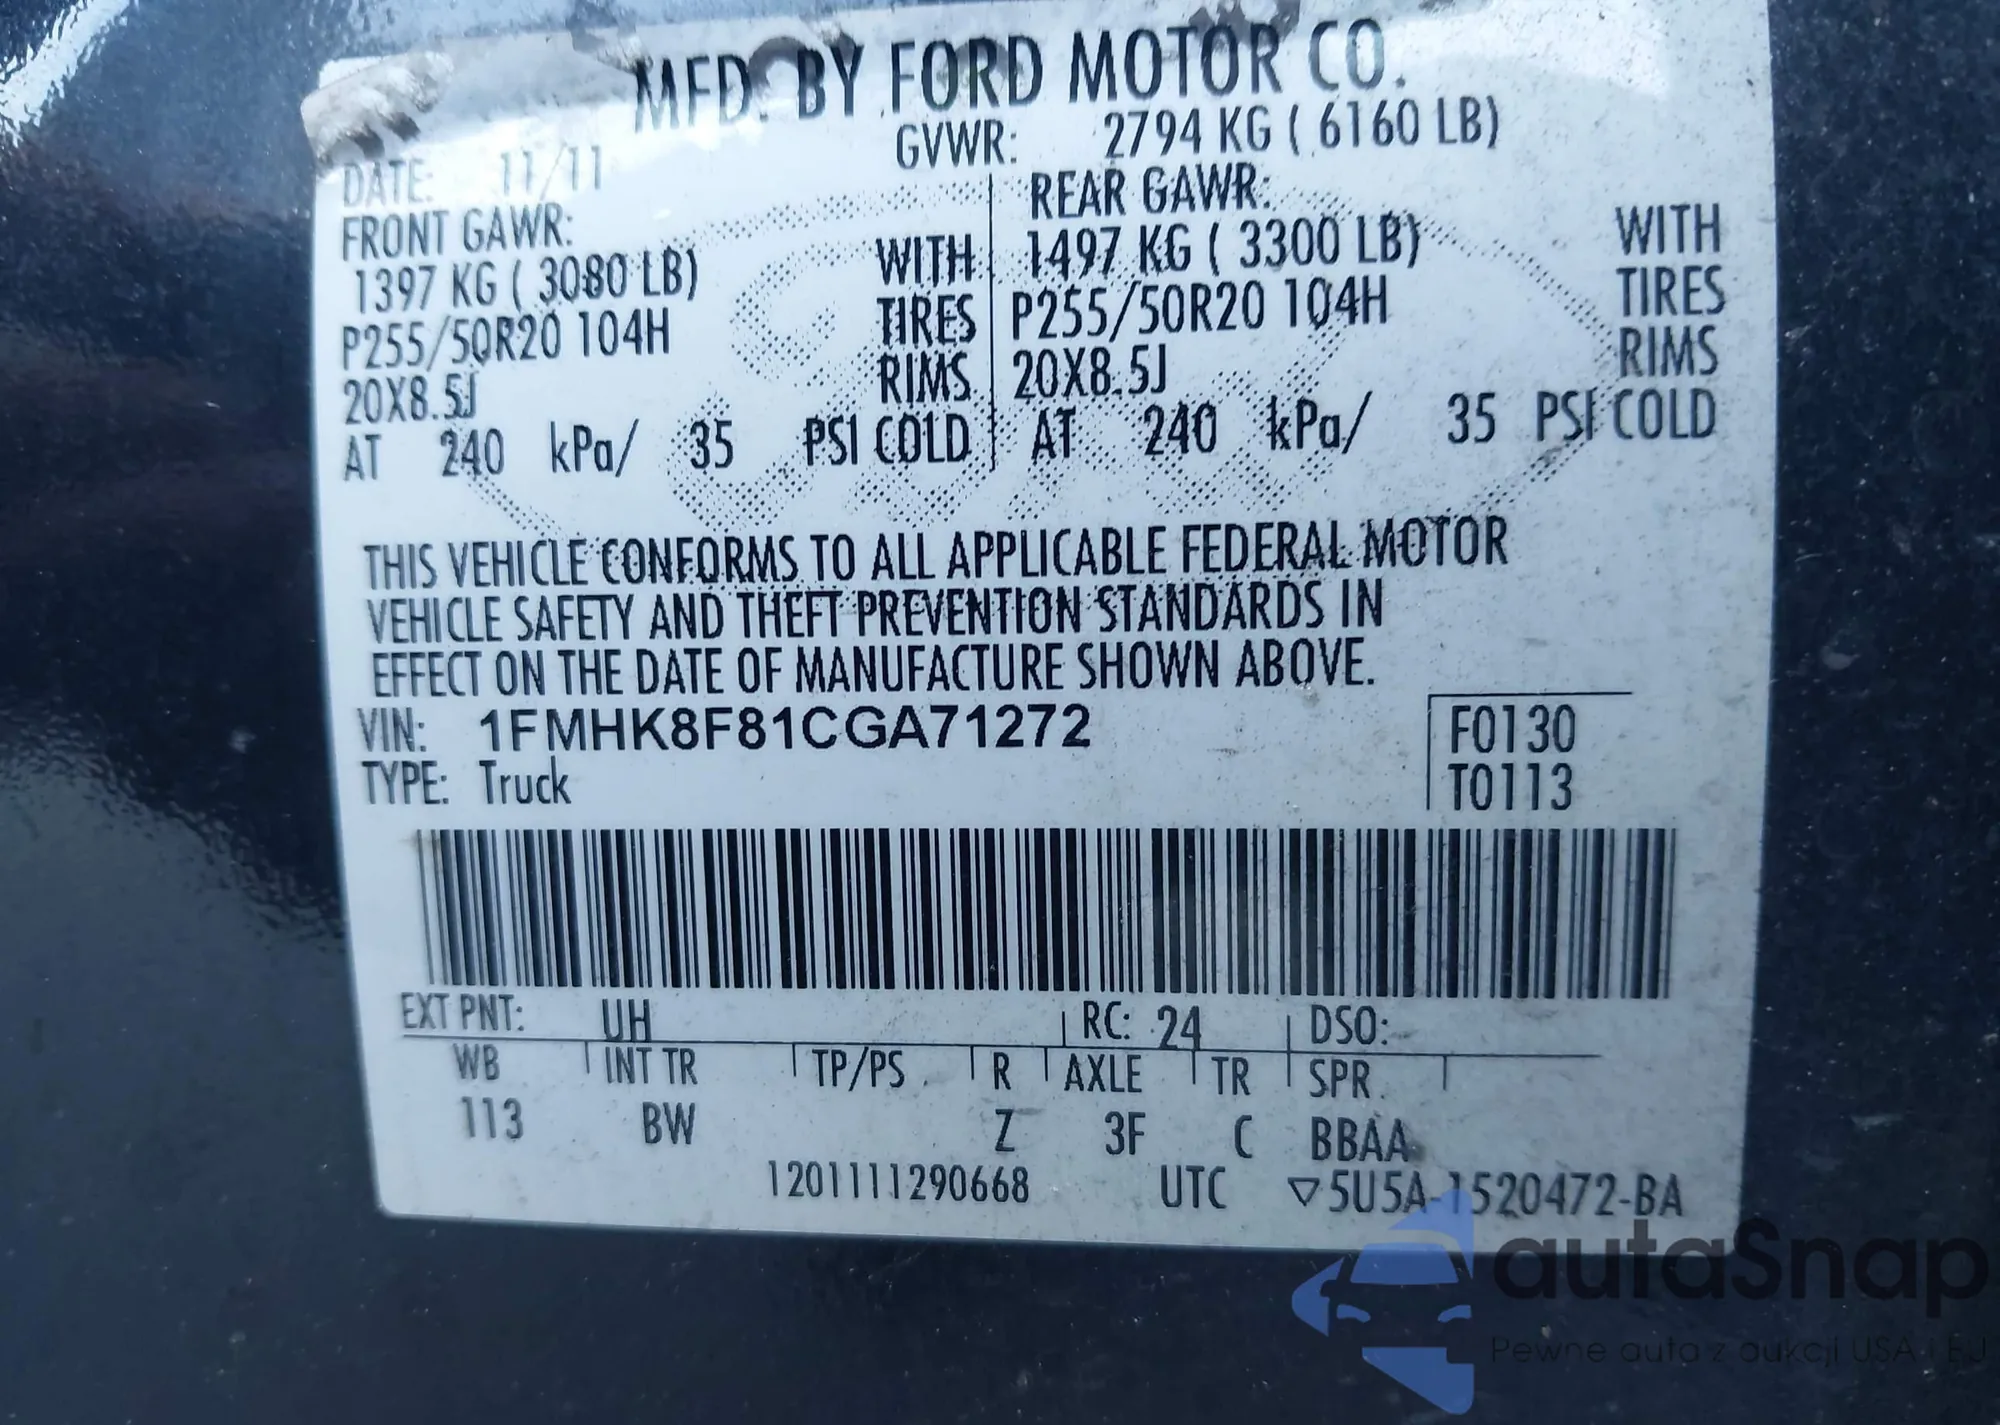 MFD. BY FORD MOTOR CO.
DATE: 11/11 GVWR: 2794 KG ( 6160 LB)
FRONT GAWR: REAR GAWR:
1397 KG ( 3080 LB) WITH 1497 KG ( 3300 LB) WITH
P255/50R20 104H TIRES P255/50R20 104H TIRES
20X8.5J RIMS 20X8.5J RIMS
AT 240 kPa/ 35 PSI COLD AT 240 kPa/ 35 PSI COLD
THIS VEHICLE CONFORMS TO ALL APPLICABLE FEDERAL MOTOR
VEHICLE SAFETY AND THEFT PREVENTION STANDARDS IN
EFFECT ON THE DATE OF MANUFACTURE SHOWN ABOVE.
VIN: 1FMHK8F81CGA71272 F0130
TYPE: Truck T0113
EXT PNT: UH RC: 24 DSO:
WB INT TR TP/PS R AXLE TR SPR
113 BW Z 3F C BBAA
1201111290668 UTC ▽5U5A-1520472-BA
autaSnap
Pewne auta z aukcji USA i EU